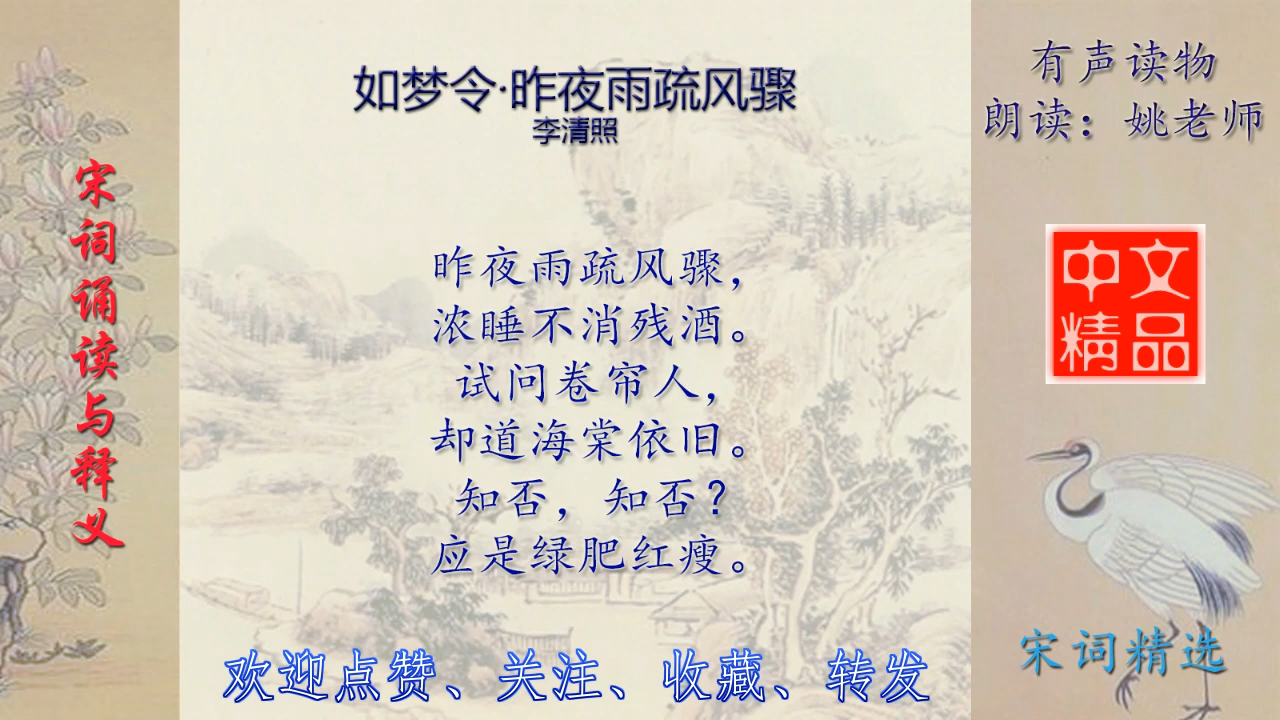 如梦令·昨夜雨疏风骤
李清照
昨夜雨疏风骤，
浓睡不消残酒。
试问卷帘人，
却道海棠依旧。
知否，知否？
应是绿肥红瘦。
欢迎点赞、关注、收藏、转发
宋词诵读与释义
有声读物
朗读：姚老师
中文
精品
宋词精选